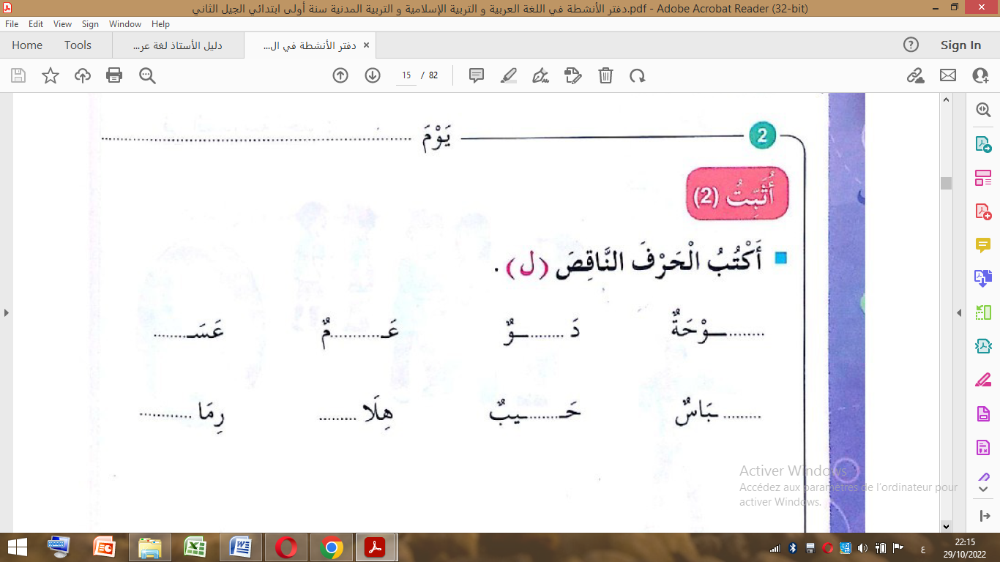 دفتر الأنشطة في اللغة العربية و التربية الإسلامية و التربية المدنية سنة أولى ابتدائي الجيل الثاني.pdf - Adobe Acrobat Reader (32-bit)
File Edit View Sign Window Help
Home Tools دليل الأستاذ لغة عر... دفتر الأنشطة في ال... Sign In
15 / 82
2 يَوْمَ ........................................
أُثَبِّتُ (2)
أَكْتُبُ الْحَرْفَ النَّاقِصَ (ل) .
.........ـوْحَةٌ دَ .........ـوٌ عَـ............مٌ عَسَـ.......
......... ـبَاسٌ حَـ........ـيبٌ هِلَا ......... رِمَا ............
Activer Windows
Accédez aux paramètres de l'ordinateur pour
activer Windows.
ع 22:15
29/10/2022